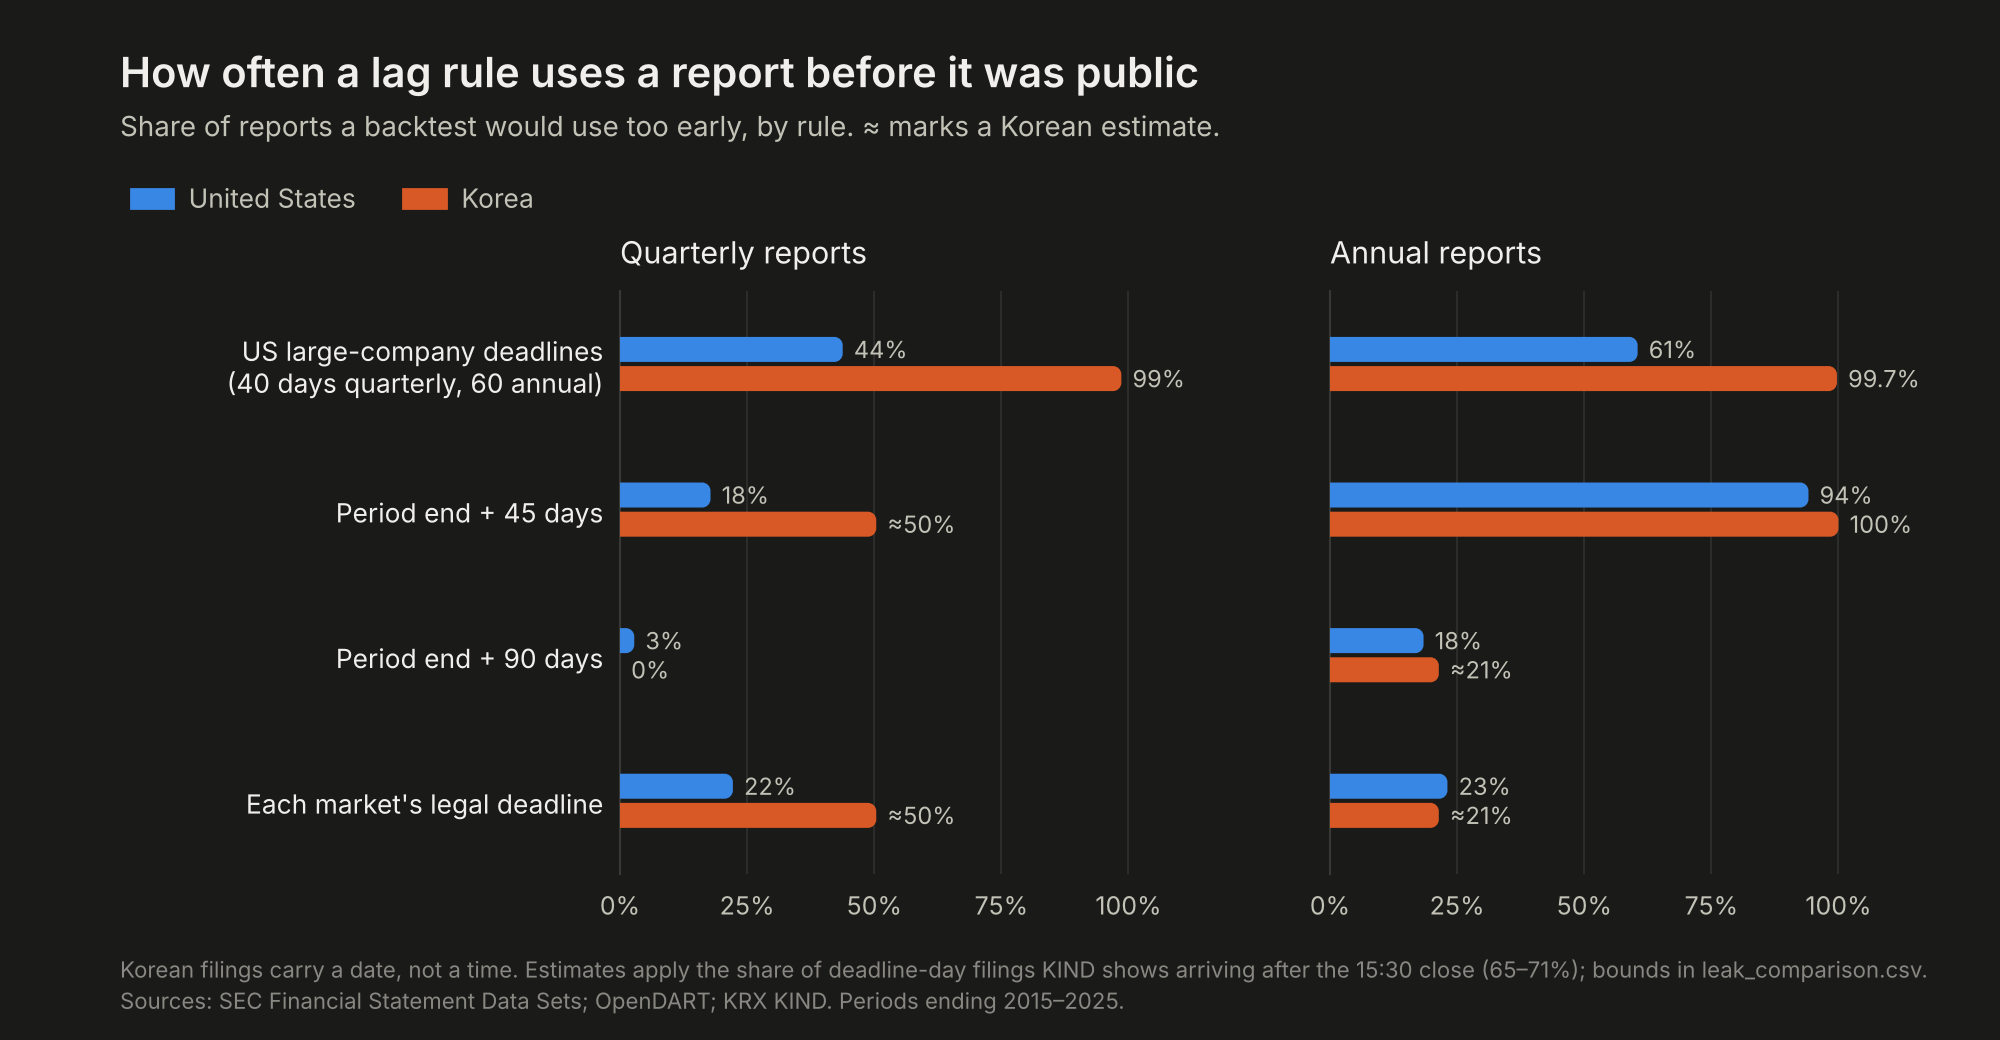 How often a lag rule uses a report before it was public
Share of reports a backtest would use too early, by rule. ≈ marks a Korean estimate.
United States
Korea
Quarterly reports
Annual reports
US large-company deadlines
(40 days quarterly, 60 annual)
44%
99%
61%
99.7%
Period end + 45 days
18%
≈50%
94%
100%
Period end + 90 days
3%
0%
18%
≈21%
Each market's legal deadline
22%
≈50%
23%
≈21%
0% 25% 50% 75% 100%
0% 25% 50% 75% 100%
Korean filings carry a date, not a time. Estimates apply the share of deadline-day filings KIND shows arriving after the 15:30 close (65–71%); bounds in leak_comparison.csv.
Sources: SEC Financial Statement Data Sets; OpenDART; KRX KIND. Periods ending 2015–2025.